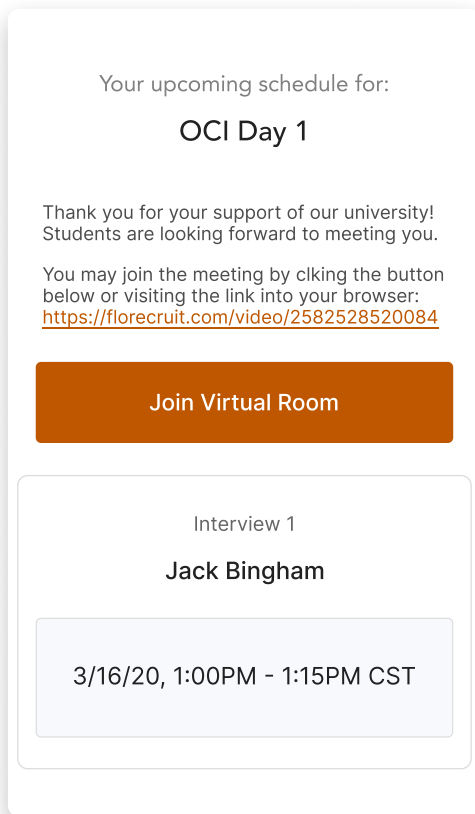 Your upcoming schedule for:
OCI Day 1
Thank you for your support of our university!
Students are looking forward to meeting you.
You may join the meeting by clking the button
below or visiting the link into your browser:
https://florecruit.com/video/2582528520084
Join Virtual Room
Interview 1
Jack Bingham
3/16/20, 1:00PM - 1:15PM CST